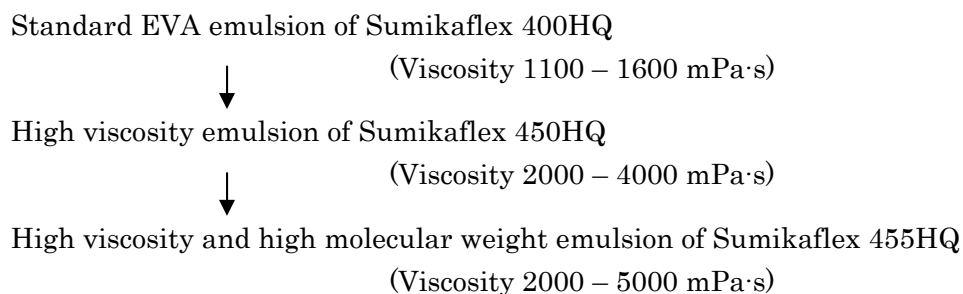 Standard EVA emulsion of Sumikaflex 400HQ
(Viscosity 1100 – 1600 mPa·s)
High viscosity emulsion of Sumikaflex 450HQ
(Viscosity 2000 – 4000 mPa·s)
High viscosity and high molecular weight emulsion of Sumikaflex 455HQ
(Viscosity 2000 – 5000 mPa·s)